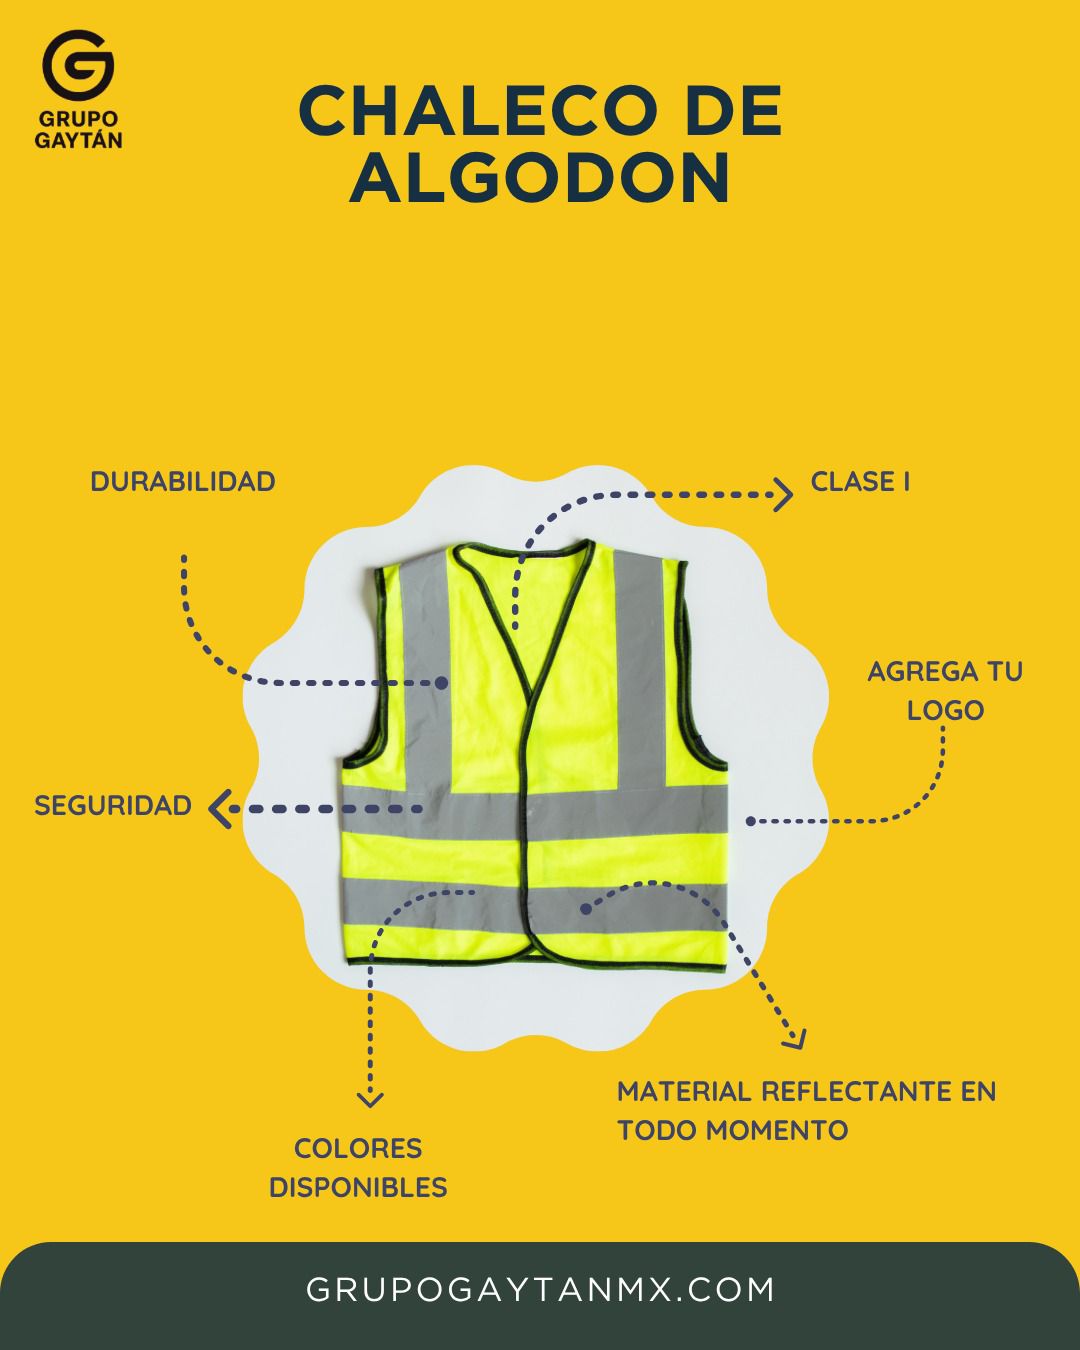 GRUPO
GAYTÁN
CHALECO DE
ALGODON
DURABILIDAD
CLASE I
AGREGA TU
LOGO
SEGURIDAD
MATERIAL REFLECTANTE EN
TODO MOMENTO
COLORES
DISPONIBLES
GRUPOGAYTANMX.COM